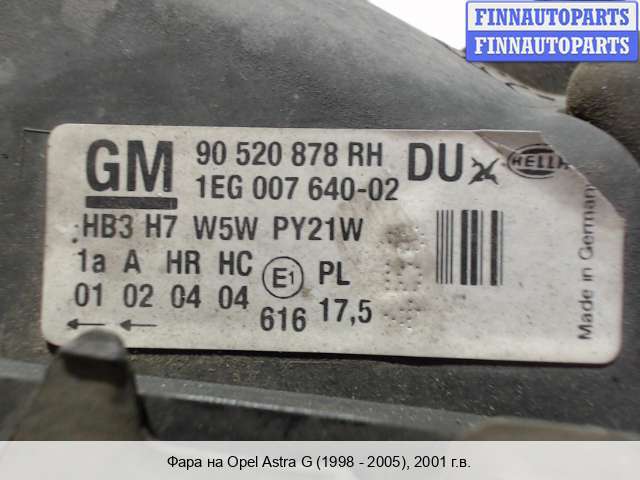 FINNAUTOPARTS
FINNAUTOPARTS
GM 90 520 878 RH DU HELLA
1EG 007 640-02
HB3 H7 W5W PY21W
1a A HR HC E1 PL
01 02 04 04 616 17,5
Made in Germany
Фара на Opel Astra G (1998 - 2005), 2001 г.в.